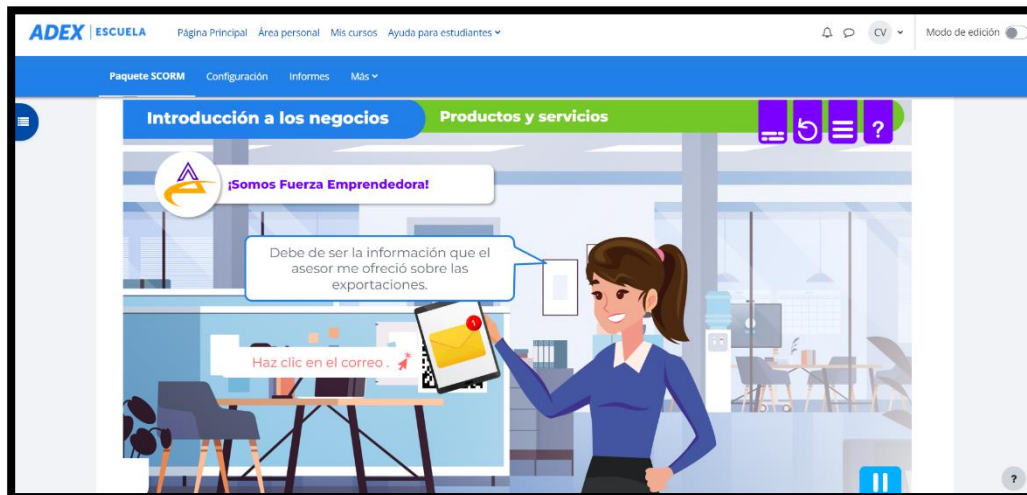 ADEX ESCUELA Página Principal Área personal Mis cursos Ayuda para estudiantes CV Modo de edición
Paquete SCORM Configuración Informes Más
Introducción a los negocios Productos y servicios ?
¡Somos Fuerza Emprendedora!
Debe de ser la información que el
asesor me ofreció sobre las
exportaciones.
1
Haz clic en el correo .
?